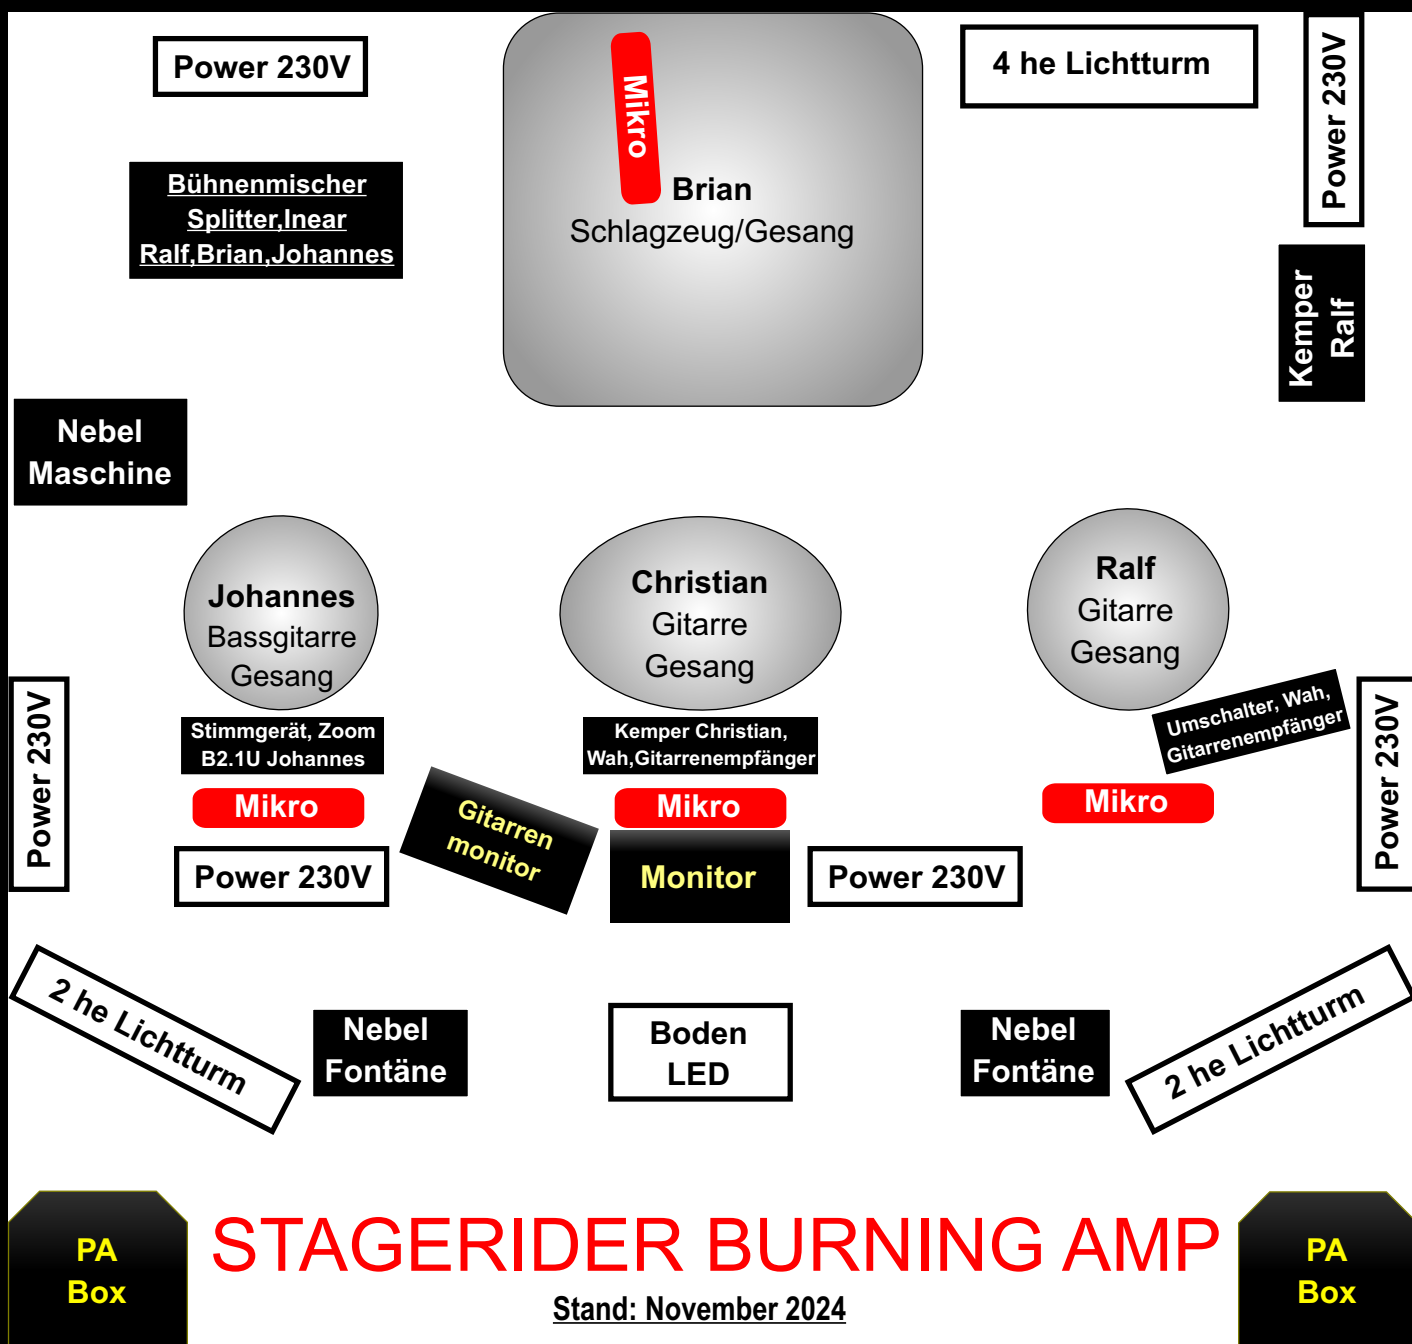 Power 230V
Mikro
4 he Lichtturm
Power 230V
Bühnenmischer
Splitter,Inear
Ralf,Brian,Johannes
Brian
Schlagzeug/Gesang
Kemper
Ralf
Nebel
Maschine
Johannes
Bassgitarre
Gesang
Christian
Gitarre
Gesang
Ralf
Gitarre
Gesang
Power 230V
Stimmgerät, Zoom
B2.1U Johannes
Kemper Christian,
Wah,Gitarrenempfänger
Umschalter, Wah,
Gitarrenempfänger
Power 230V
Mikro
Gitarren
monitor
Mikro
Mikro
Power 230V
Monitor
Power 230V
2 he Lichtturm
Nebel
Fontäne
Boden
LED
Nebel
Fontäne
2 he Lichtturm
PA
Box
STAGERIDER BURNING AMP
Stand: November 2024
PA
Box